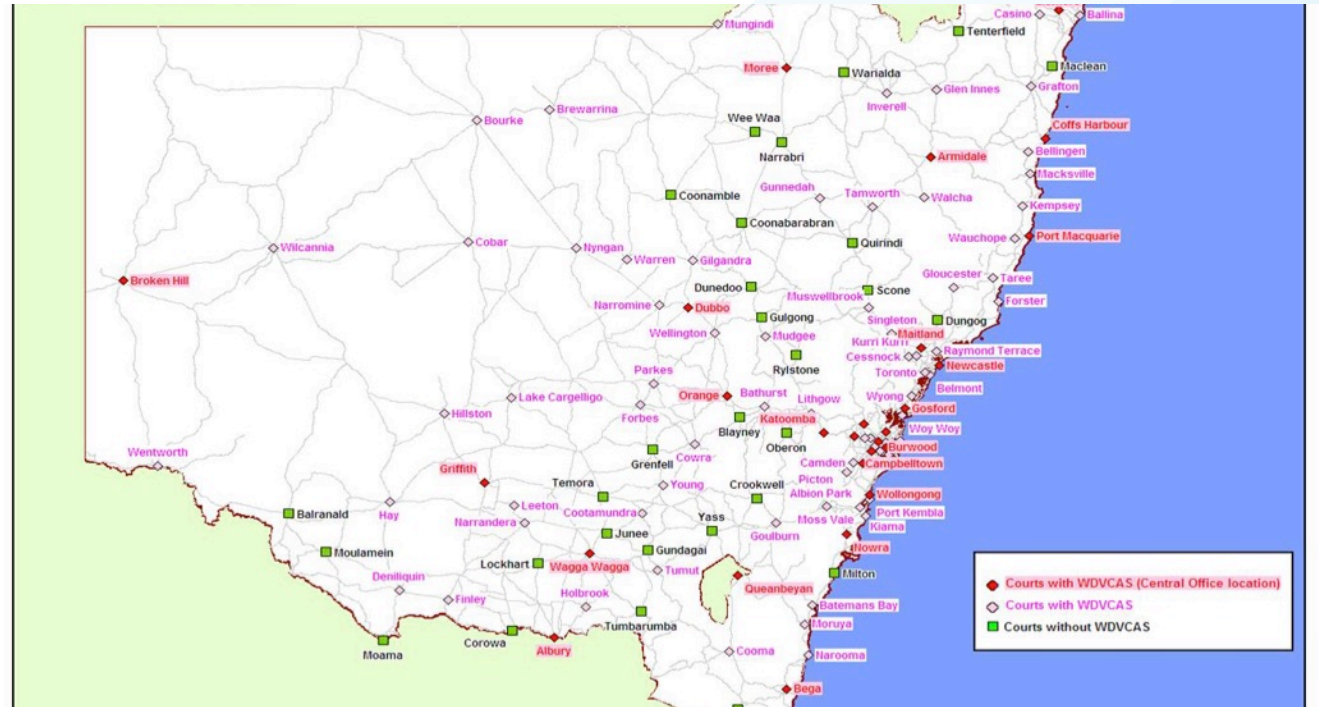 Casino
Ballina
Mungindi
Tenterfield
Moree
Warialda
Maclean
Inverell
Glen Innes
Grafton
Brewarrina
Bourke
Wee Waa
Coffs Harbour
Narrabri
Armidale
Bellingen
Macksville
Gunnedah
Tamworth
Walcha
Coonamble
Kempsey
Coonabarabran
Wilcannia
Cobar
Nyngan
Quirindi
Wauchope
Port Macquarie
Warren
Gilgandra
Broken Hill
Gloucester
Taree
Dunedoo
Muswellbrook
Scone
Forster
Narromine
Dubbo
Gulgong
Singleton
Dungog
Wellington
Mudgee
Maitland
Kurri Kurri
Raymond Terrace
Cessnock
Newcastle
Rylstone
Toronto
Parkes
Belmont
Lake Cargelligo
Orange
Bathurst
Lithgow
Wyong
Gosford
Hillston
Forbes
Katoomba
Blayney
Woy Woy
Oberon
Burwood
Wentworth
Grenfell
Cowra
Camden
Campbelltown
Griffith
Picton
Temora
Young
Crookwell
Albion Park
Wollongong
Balranald
Hay
Leeton
Cootamundra
Port Kembla
Narrandera
Yass
Moss Vale
Kiama
Junee
Goulburn
Moulamein
Gundagai
Nowra
Lockhart
Wagga Wagga
Tumut
Milton
Deniliquin
Queanbeyan
Courts with WDVCAS (Central Office location)
Finley
Holbrook
Batemans Bay
Courts with WDVCAS
Tumbarumba
Moruya
Courts without WDVCAS
Corowa
Moama
Albury
Cooma
Narooma
Bega